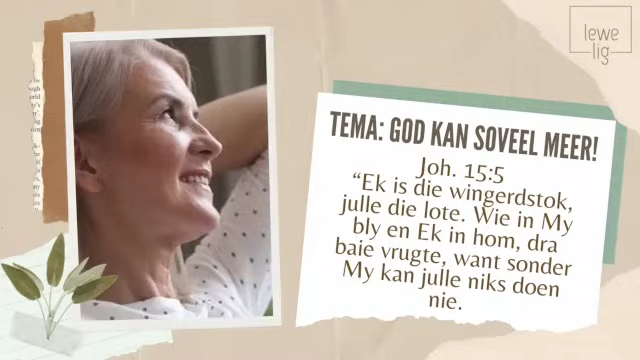 lewe
lig
TEMA: GOD KAN SOVEEL MEER!
Joh. 15:5
“Ek is die wingerdstok,
julle die lote. Wie in My
bly en Ek in hom, dra
baie vrugte, want sonder
My kan julle niks doen
nie.